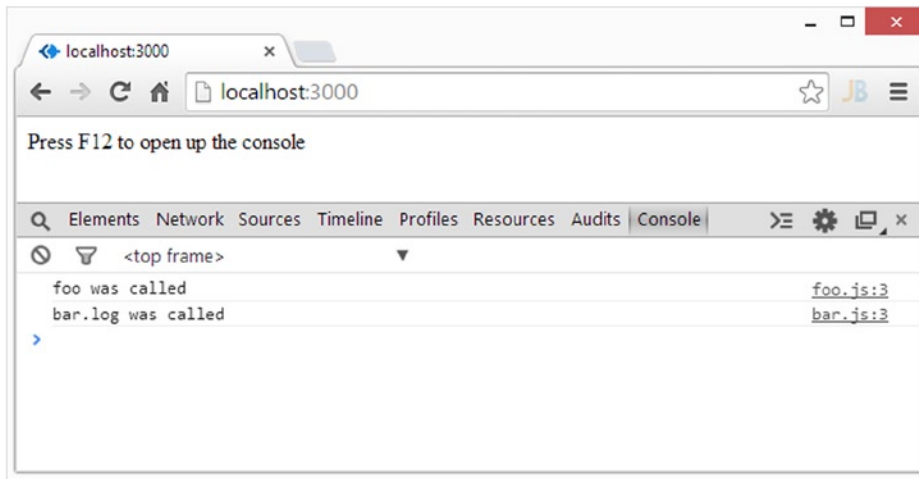 localhost:3000
localhost:3000
JB
Press F12 to open up the console
Elements Network Sources Timeline Profiles Resources Audits Console
<top frame>
foo was called foo.js:3
bar.log was called bar.js:3